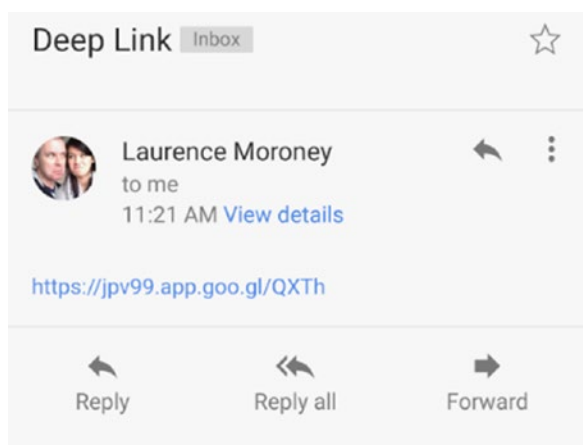 Deep Link Inbox
Laurence Moroney
to me
11:21 AM View details
https://jpv99.app.goo.gl/QXTh
Reply Reply all Forward